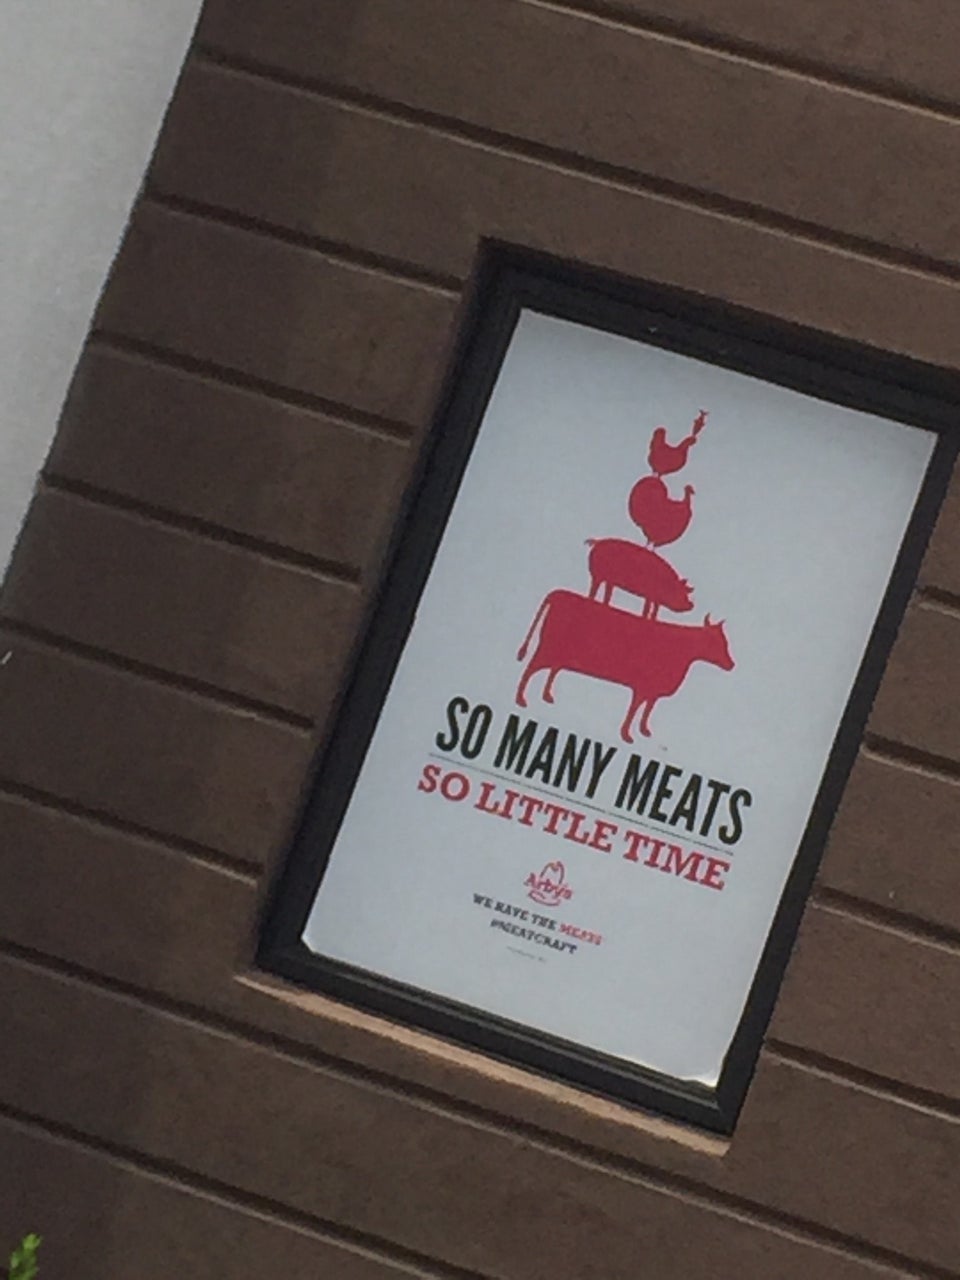 SO MANY MEATS
SO LITTLE TIME
Arby's
WE HAVE THE MEATS
#MEATCRAFT